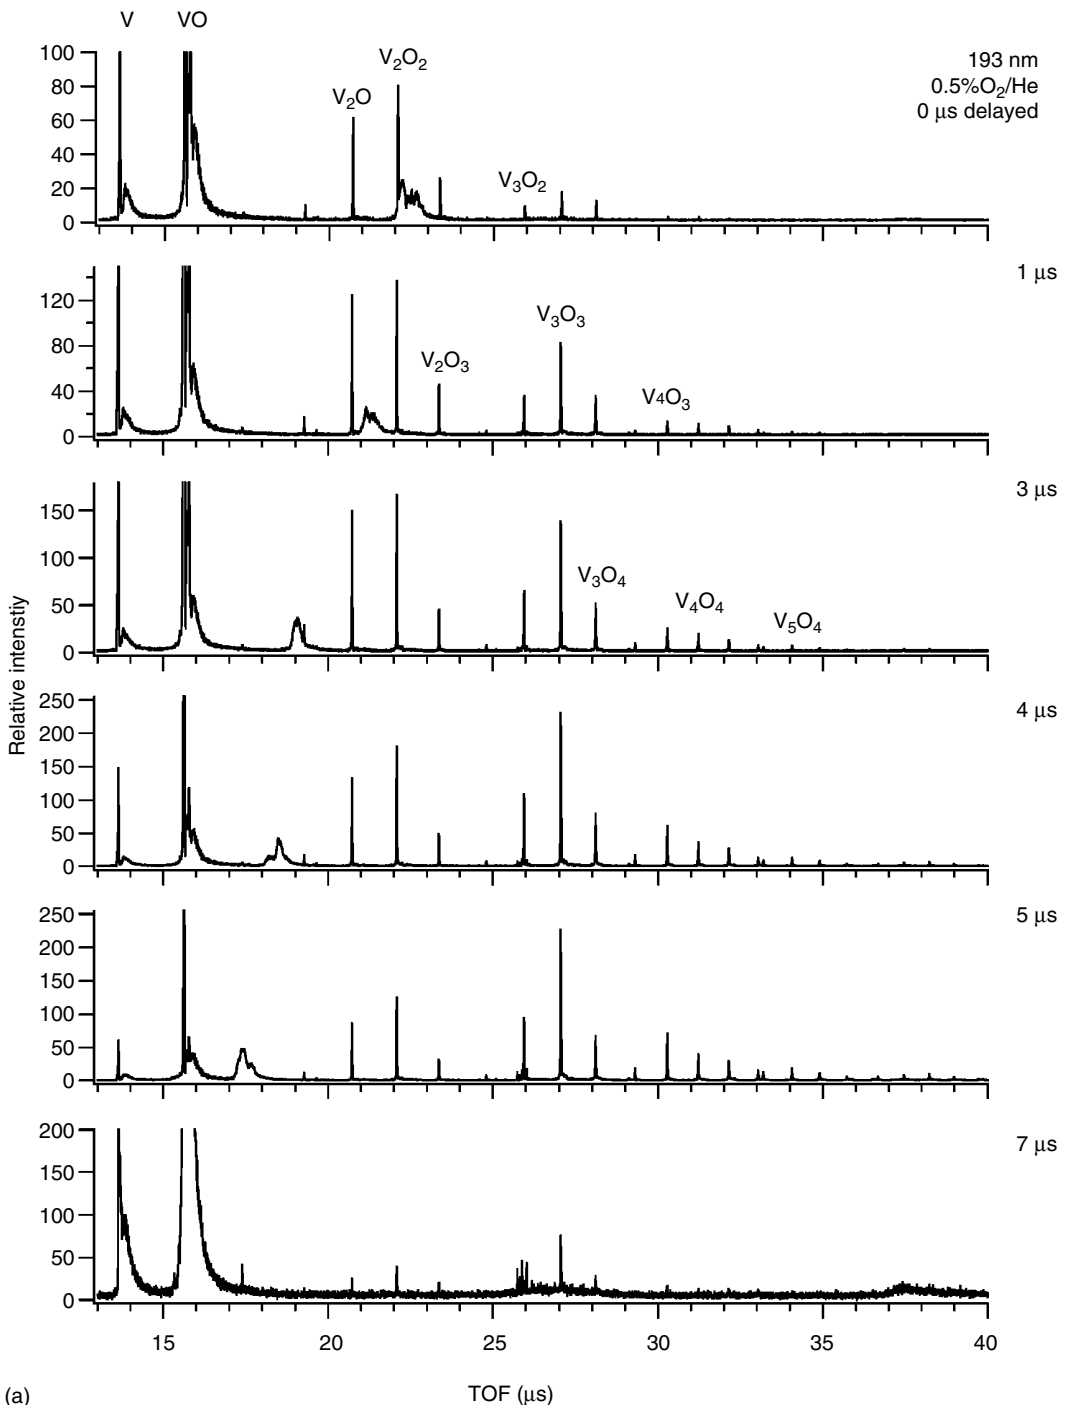 V VO
100
80
60
40
20
0
V₂O
V₂O₂
V₃O₂
193 nm
0.5%O₂/He
0 μs delayed
120
80
40
0
V₂O₃
V₃O₃
V4O₃
1 μs
150
100
50
0
V₃O₄
V₄O₄
V₅O₄
3 μs
Relative intenstiy
250
200
150
100
50
0
4 μs
250
200
150
100
50
0
5 μs
200
150
100
50
0
7 μs
15 20 25 30 35 40
TOF (μs)
(a)